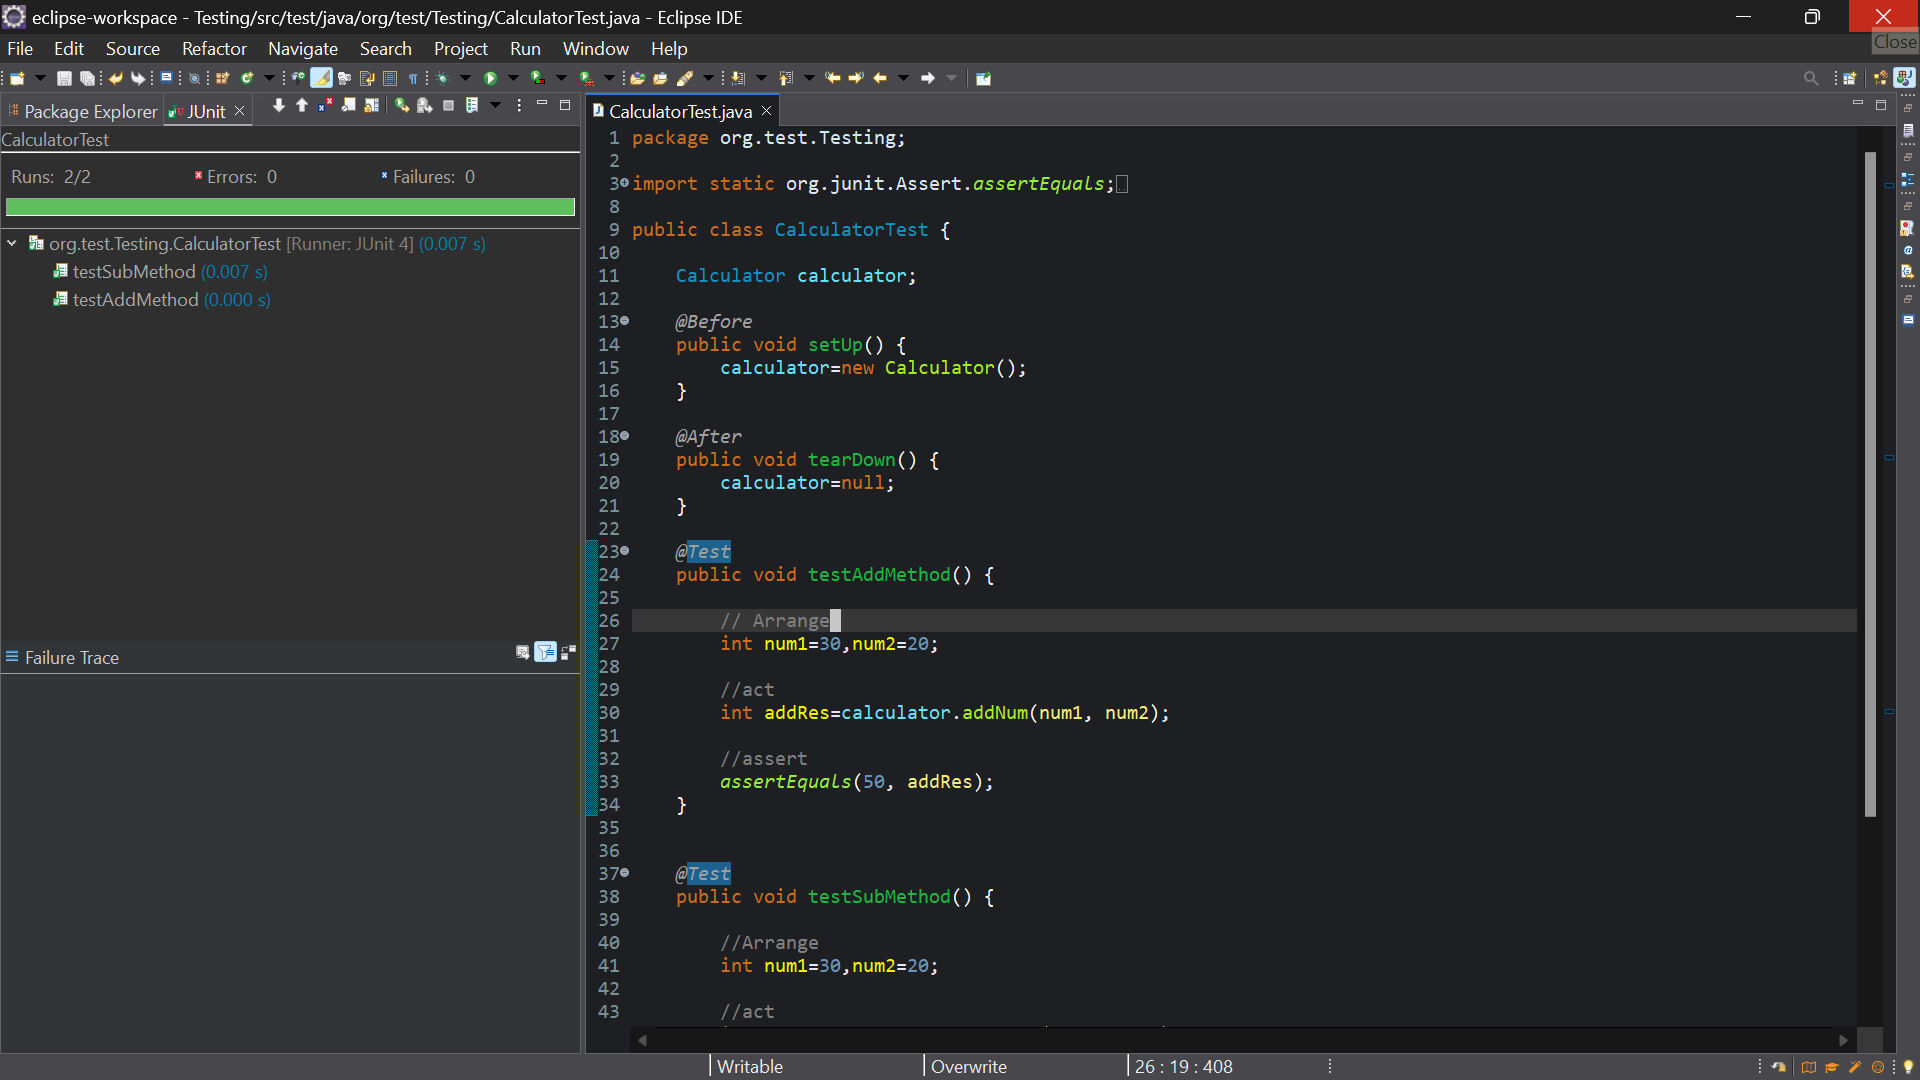 eclipse-workspace - Testing/src/test/java/org/test/Testing/CalculatorTest.java - Eclipse IDE
File Edit Source Refactor Navigate Search Project Run Window Help
Close
Package Explorer JUnit
CalculatorTest
Runs: 2/2 Errors: 0 Failures: 0
org.test.Testing.CalculatorTest [Runner: JUnit 4] (0.007 s)
testSubMethod (0.007 s)
testAddMethod (0.000 s)
Failure Trace
CalculatorTest.java
1 package org.test.Testing;
2
3 import static org.junit.Assert.assertEquals;
8
9 public class CalculatorTest {
10
11 Calculator calculator;
12
13 @Before
14 public void setUp() {
15 calculator=new Calculator();
16 }
17
18 @After
19 public void tearDown() {
20 calculator=null;
21 }
22
23 @Test
24 public void testAddMethod() {
25
26 // Arrange
27 int num1=30,num2=20;
28
29 //act
30 int addRes=calculator.addNum(num1, num2);
31
32 //assert
33 assertEquals(50, addRes);
34 }
35
36
37 @Test
38 public void testSubMethod() {
39
40 //Arrange
41 int num1=30,num2=20;
42
43 //act
Writable Overwrite 26 : 19 : 408